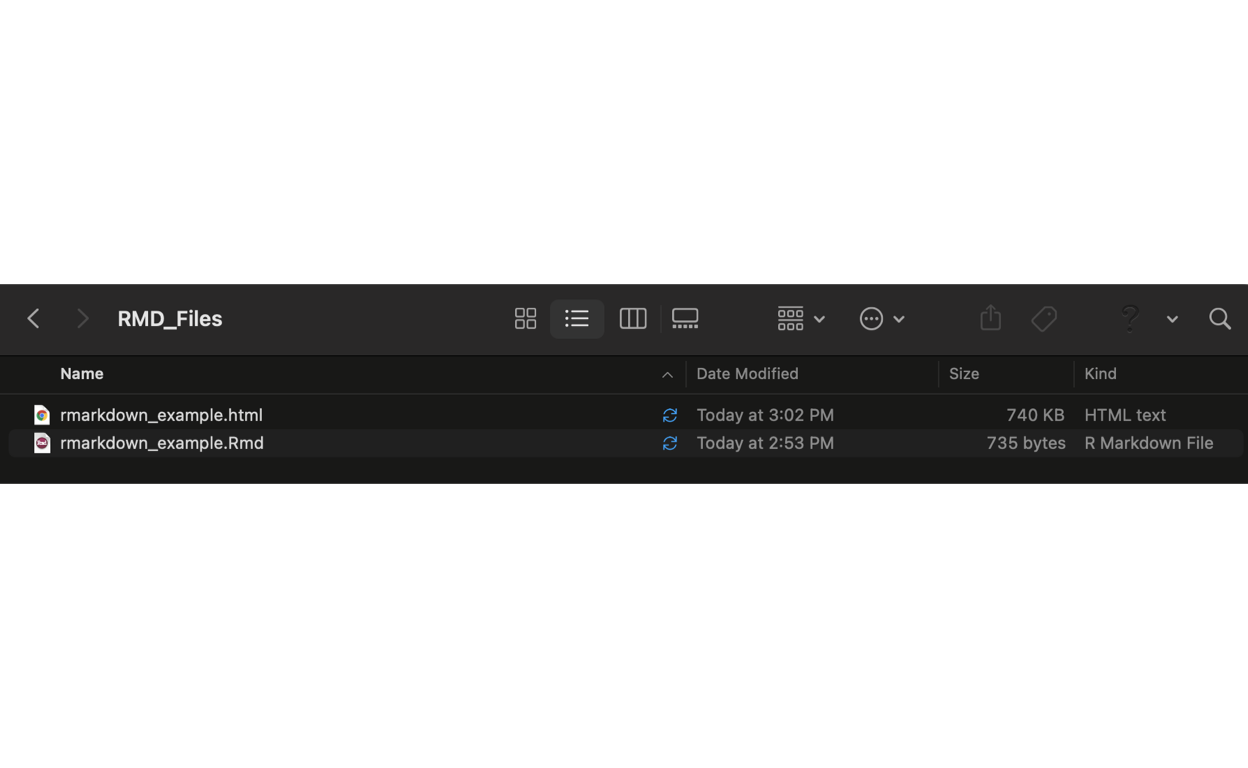 RMD_Files
Name Date Modified Size Kind
rmarkdown_example.html Today at 3:02 PM 740 KB HTML text
rmarkdown_example.Rmd Today at 2:53 PM 735 bytes R Markdown File